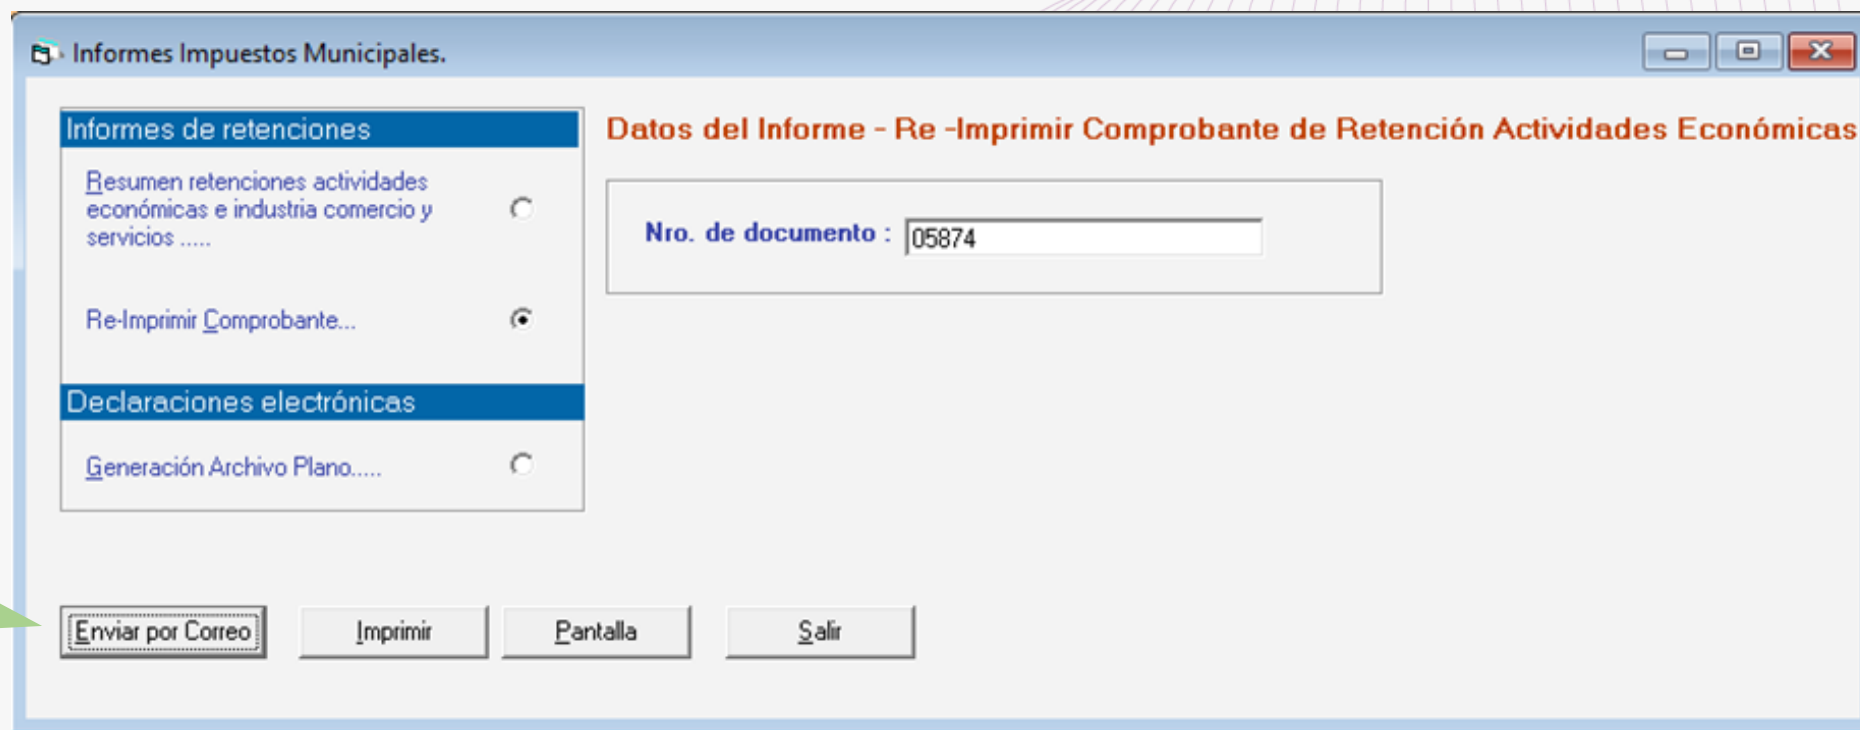 Informes Impuestos Municipales.
Informes de retenciones
Resumen retenciones actividades
económicas e industria comercio y
servicios .....
Re-Imprimir Comprobante...
Declaraciones electrónicas
Generación Archivo Plano.....
Datos del Informe - Re -Imprimir Comprobante de Retención Actividades Económicas
Nro. de documento : 05874
Enviar por Correo Imprimir Pantalla Salir